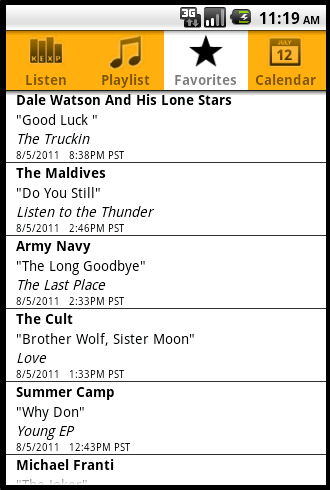 3G
11:19 AM
KEXP
JULY
12
Listen
Playlist
Favorites
Calendar
Dale Watson And His Lone Stars
"Good Luck "
The Truckin
8/5/2011 8:38PM PST
The Maldives
"Do You Still"
Listen to the Thunder
8/5/2011 2:46PM PST
Army Navy
"The Long Goodbye"
The Last Place
8/5/2011 2:33PM PST
The Cult
"Brother Wolf, Sister Moon"
Love
8/5/2011 1:33PM PST
Summer Camp
"Why Don"
Young EP
8/5/2011 12:43PM PST
Michael Franti
"The Joker"